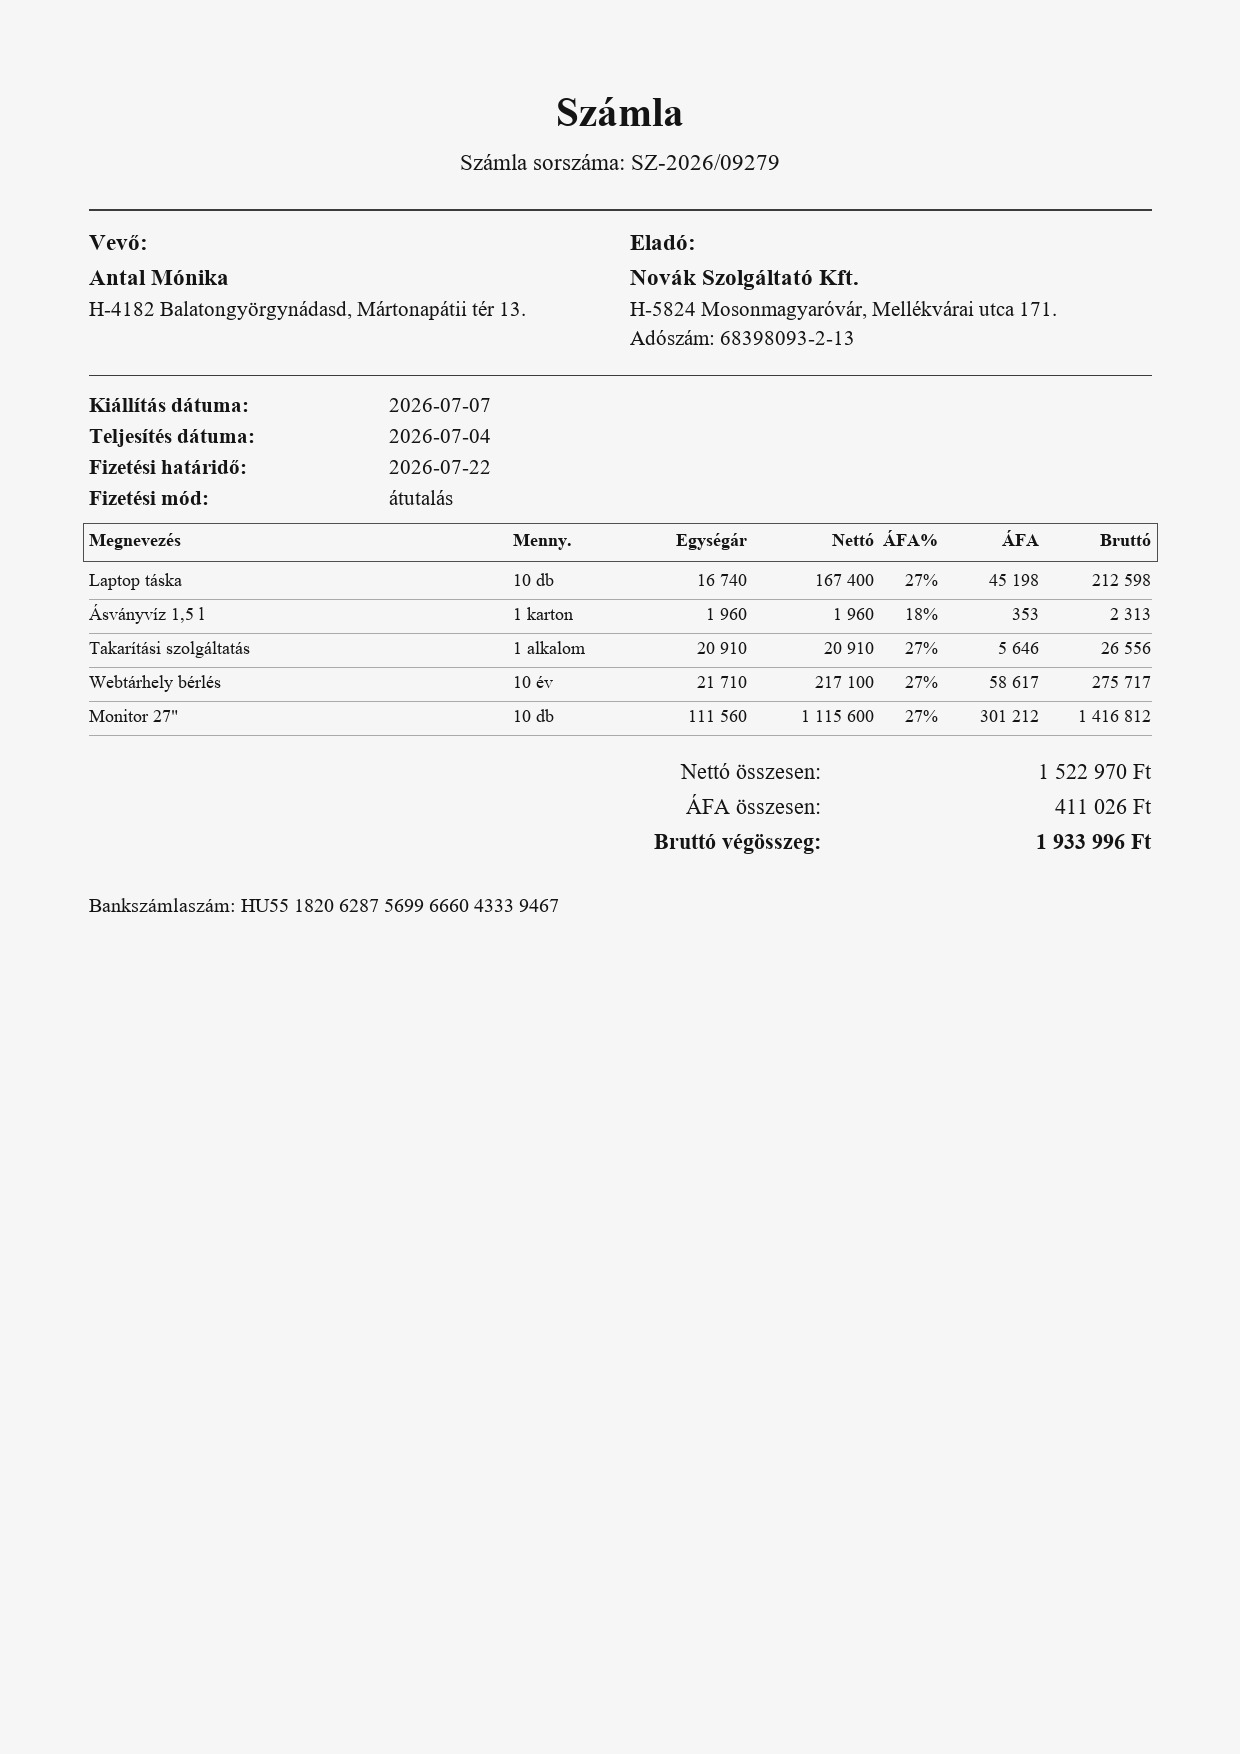 Számla
Számla sorszáma: SZ-2026/09279
Vevő:
Antal Mónika
H-4182 Balatongyörgynádasd, Mártonapátii tér 13.
Eladó:
Novák Szolgáltató Kft.
H-5824 Mosonmagyaróvár, Mellékvárai utca 171.
Adószám: 68398093-2-13
Kiállítás dátuma: 2026-07-07
Teljesítés dátuma: 2026-07-04
Fizetési határidő: 2026-07-22
Fizetési mód: átutalás
Megnevezés Menny. Egységár Nettó ÁFA% ÁFA Bruttó
Laptop táska 10 db 16 740 167 400 27% 45 198 212 598
Ásványvíz 1,5 l 1 karton 1 960 1 960 18% 353 2 313
Takarítási szolgáltatás 1 alkalom 20 910 20 910 27% 5 646 26 556
Webtárhely bérlés 10 év 21 710 217 100 27% 58 617 275 717
Monitor 27" 10 db 111 560 1 115 600 27% 301 212 1 416 812
Nettó összesen: 1 522 970 Ft
ÁFA összesen: 411 026 Ft
Bruttó végösszeg: 1 933 996 Ft
Bankszámlaszám: HU55 1820 6287 5699 6660 4333 9467